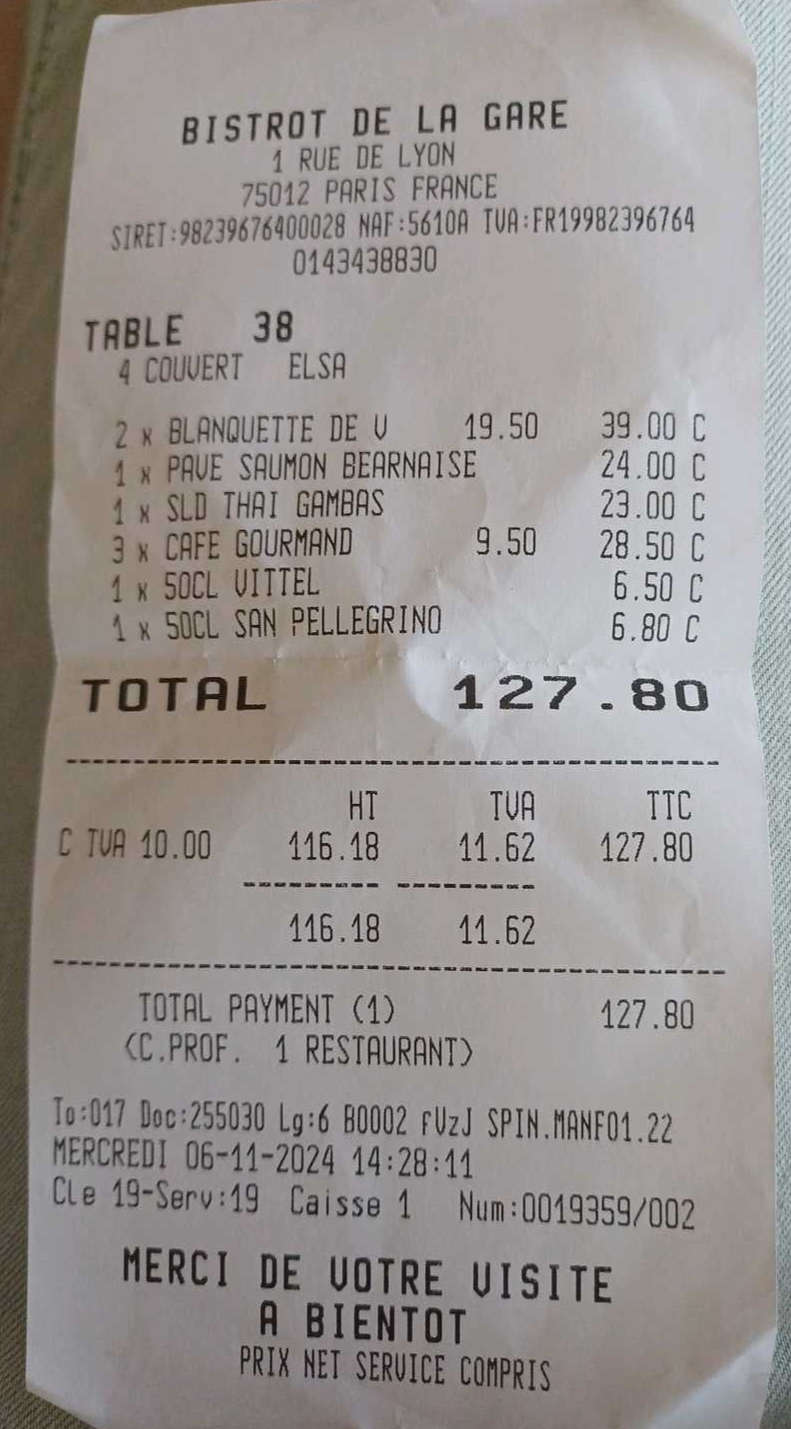 BISTROT DE LA GARE
1 RUE DE LYON
75012 PARIS FRANCE
SIRET:98239676400028 NAF:5610A TVA:FR19982396764
0143438830
TABLE 38
4 COUVERT ELSA
2 x BLANQUETTE DE V 19.50 39.00 C
1 x PAVE SAUMON BEARNAISE 24.00 C
1 x SLD THAI GAMBAS 23.00 C
3 x CAFE GOURMAND 9.50 28.50 C
1 x 50CL VITTEL 6.50 C
1 x 50CL SAN PELLEGRINO 6.80 C
TOTAL 127.80
HT TVA TTC
C TVA 10.00 116.18 11.62 127.80
116.18 11.62
TOTAL PAYMENT (1) 127.80
(C.PROF. 1 RESTAURANT)
To:017 Doc:255030 Lg:6 B0002 rVzJ SPIN.MANF01.22
MERCREDI 06-11-2024 14:28:11
CLe 19-Serv:19 Caisse 1 Num:0019359/002
MERCI DE VOTRE VISITE
A BIENTOT
PRIX NET SERVICE COMPRIS